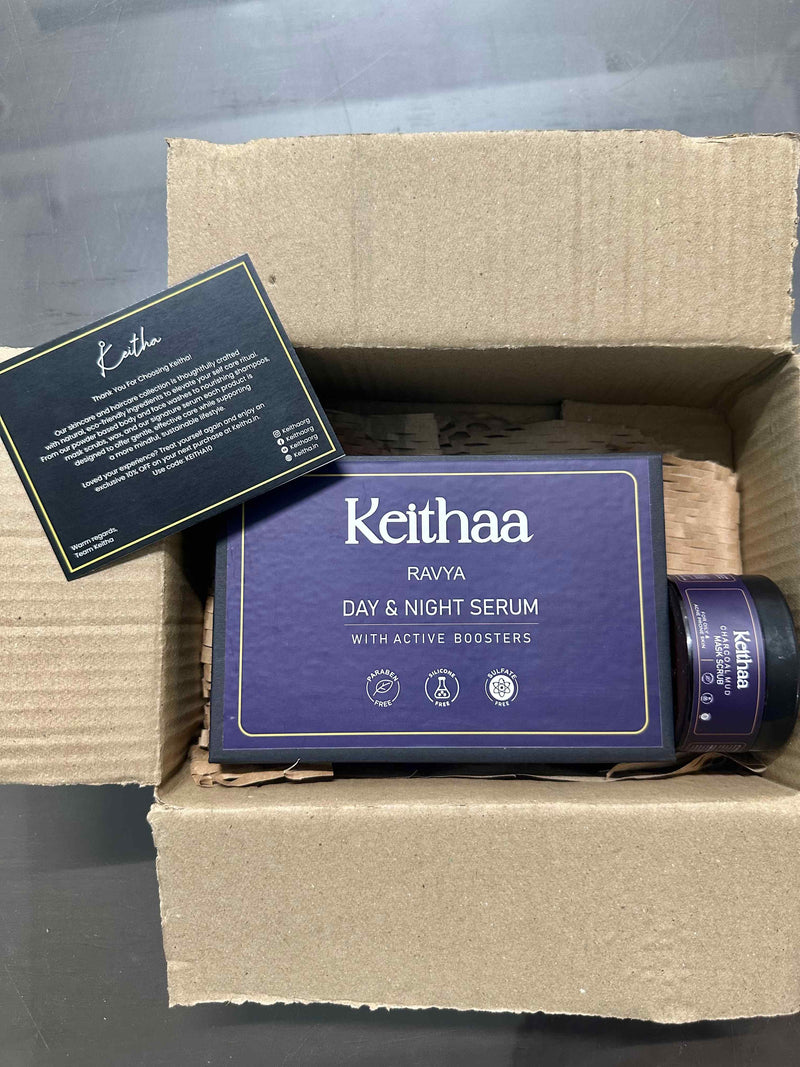 Keitha
Thank You For Choosing Keitha!
Our skincare and haircare collection is thoughtfully crafted
with natural, eco-friendly ingredients to elevate your self care ritual.
From our powder based body and face washes to nourishing shampoos,
mask scrubs, wax, and our signature serum each product is
designed to offer gentle, effective care while supporting
a more mindful, sustainable lifestyle.
Loved your experience? Treat yourself again and enjoy an
exclusive 10% OFF on your next purchase at Keitha.in.
Use code: KEITHA10
Keithaorg
Keithaorg
Keithaorg
Keitha.in
Warm regards,
Team Keitha
Keithaa
RAVYA
DAY & NIGHT SERUM
WITH ACTIVE BOOSTERS
PARABEN
FREE
SILICONE
FREE
SULFATE
FREE
Keithaa
CHARCOAL MUD
MASK SCRUB
FOR OILY &
ACNE PRONE SKIN